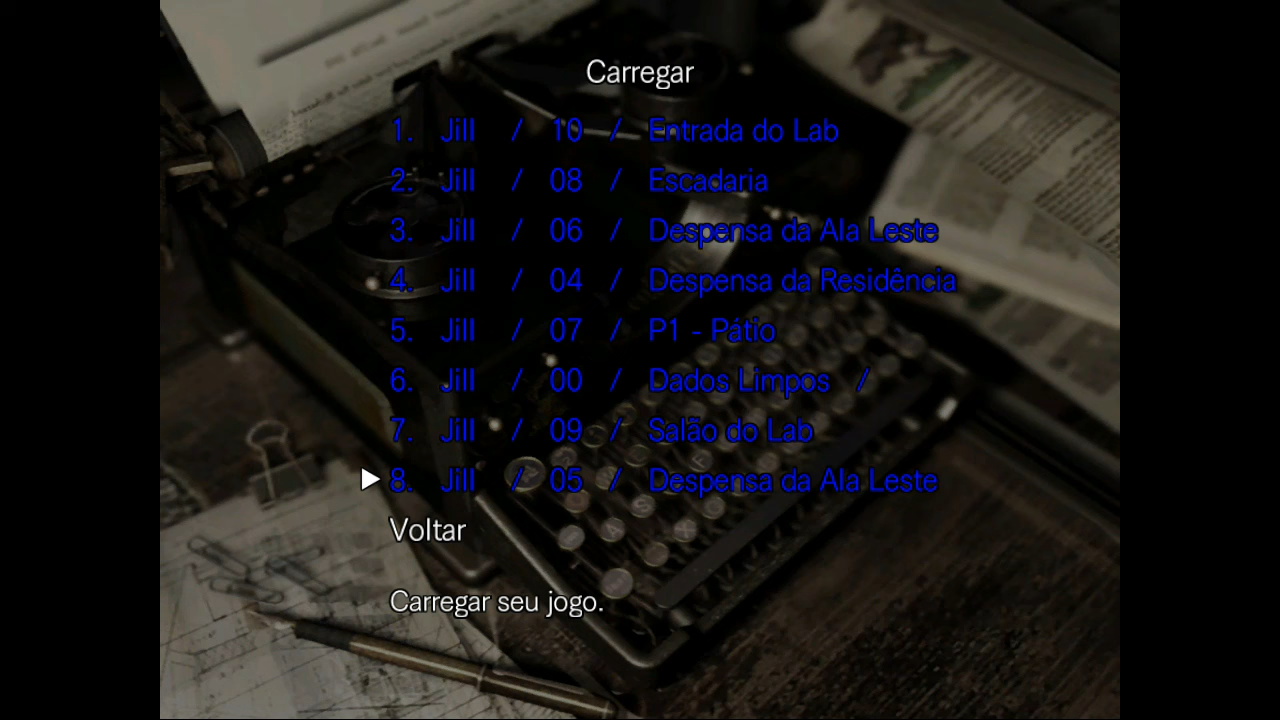 Carregar
1. Jill / 10 / Entrada do Lab
2. Jill / 08 / Escadaria
3. Jill / 06 / Despensa da Ala Leste
4. Jill / 04 / Despensa da Residência
5. Jill / 07 / P1 - Pátio
6. Jill / 00 / Dados Limpos /
7. Jill / 09 / Salão do Lab
8. Jill / 05 / Despensa da Ala Leste
Voltar
Carregar seu jogo.